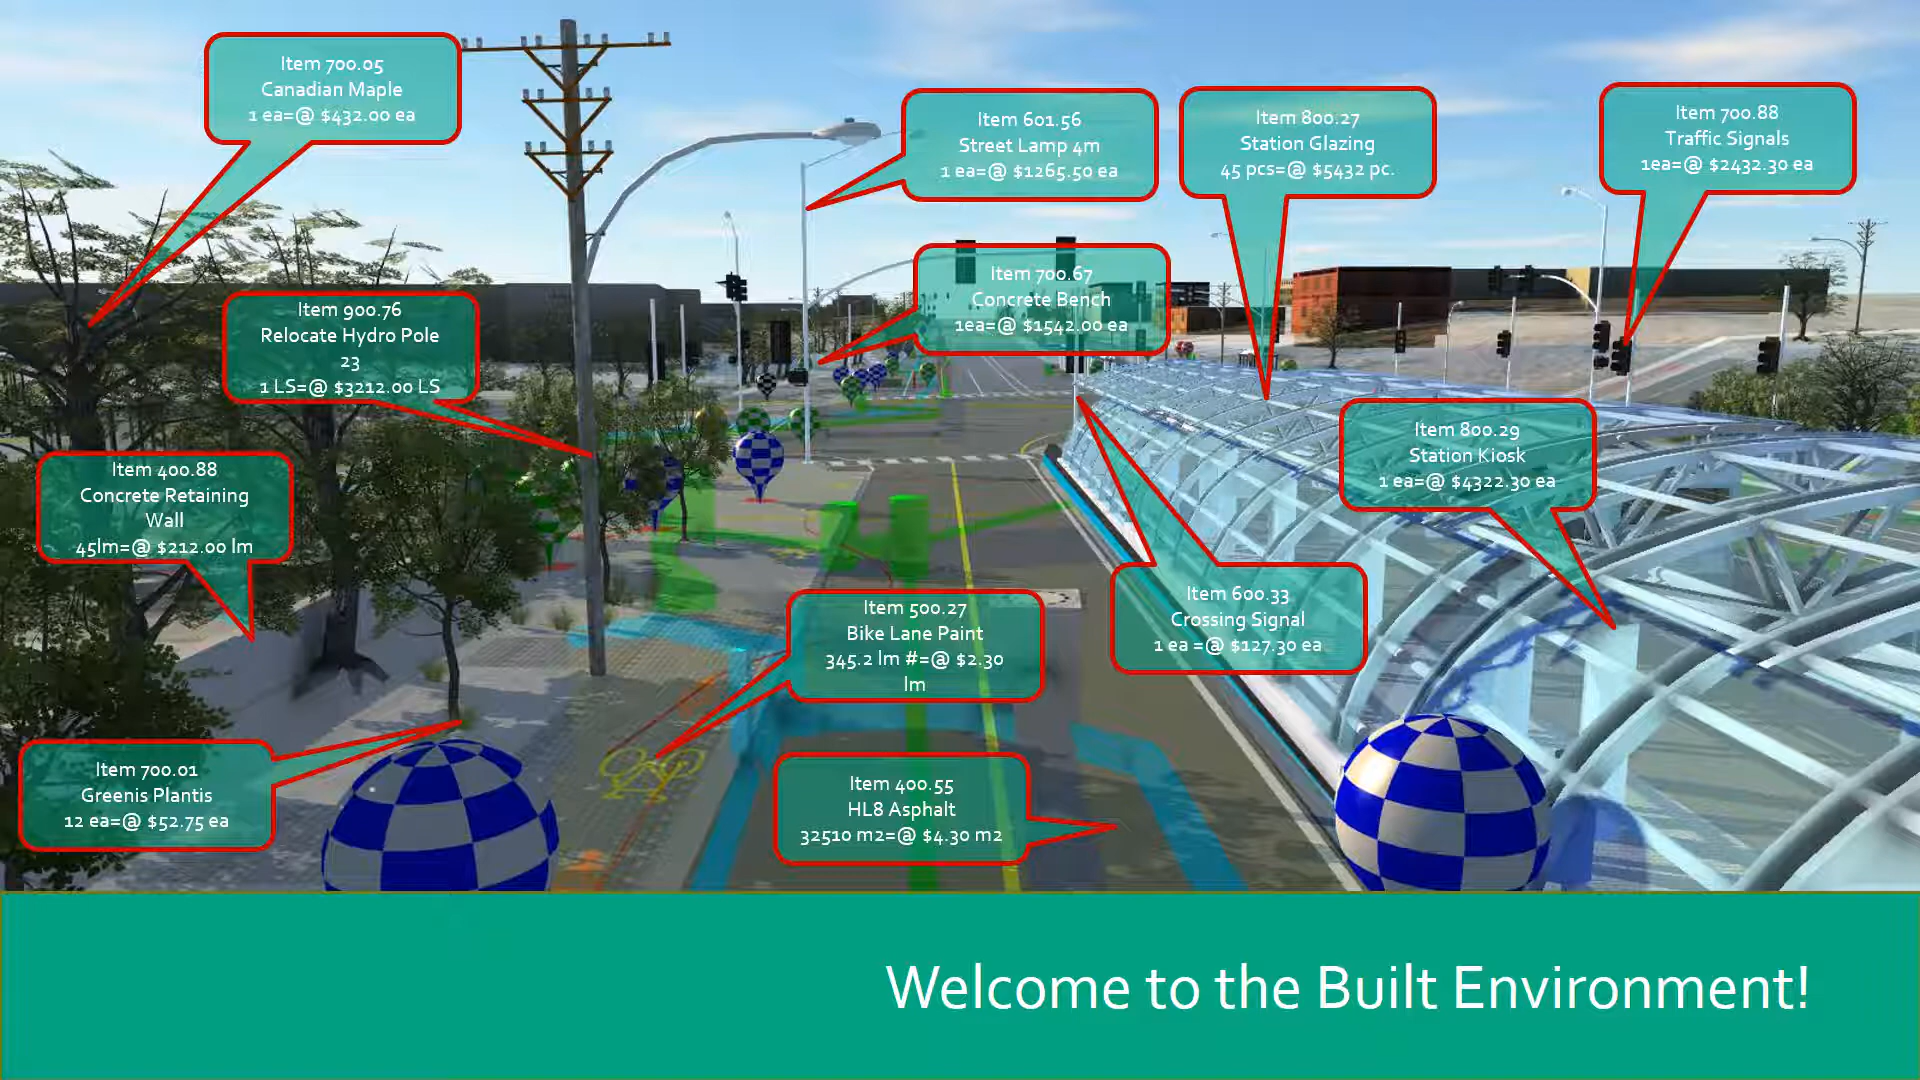 Item 700.05
Canadian Maple
1 ea=@ $432.00 ea
Item 601.56
Street Lamp 4m
1 ea=@ $1265.50 ea
Item 800.27
Station Glazing
45 pcs=@ $5432 pc.
Item 700.88
Traffic Signals
1ea=@ $2432.30 ea
Item 900.76
Relocate Hydro Pole
23
1 LS=@ $3212.00 LS
Item 700.67
Concrete Bench
1ea=@ $1542.00 ea
Item 400.88
Concrete Retaining
Wall
45lm=@ $212.00 lm
Item 800.29
Station Kiosk
1 ea=@ $4322.30 ea
Item 500.27
Bike Lane Paint
345.2 lm #=@ $2.30
lm
Item 600.33
Crossing Signal
1 ea =@ $127.30 ea
Item 700.01
Greenis Plantis
12 ea=@ $52.75 ea
Item 400.55
HL8 Asphalt
32510 m2=@ $4.30 m2
Welcome to the Built Environment!